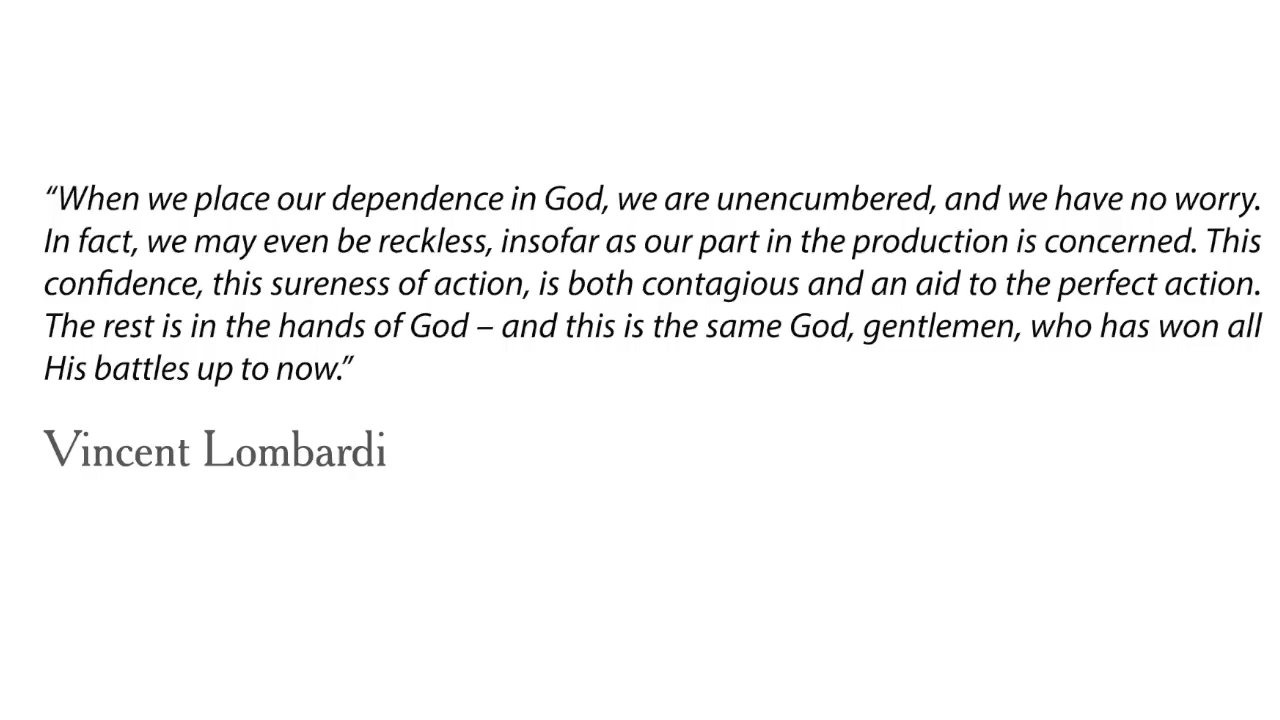 “When we place our dependence in God, we are unencumbered, and we have no worry.
In fact, we may even be reckless, insofar as our part in the production is concerned. This
confidence, this sureness of action, is both contagious and an aid to the perfect action.
The rest is in the hands of God – and this is the same God, gentlemen, who has won all
His battles up to now.”
Vincent Lombardi